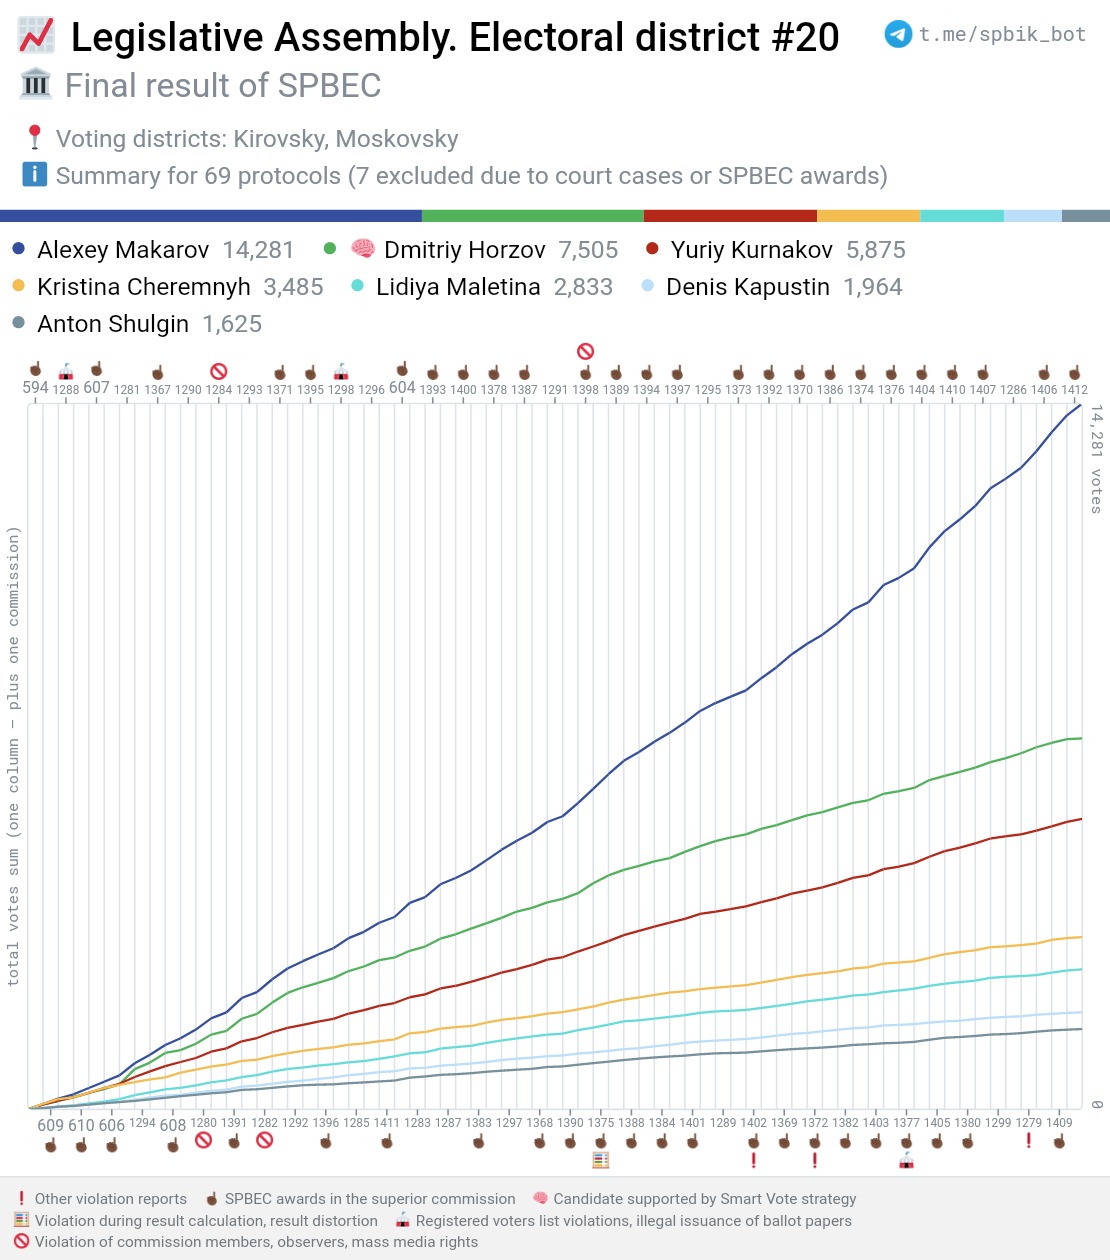 Legislative Assembly. Electoral district #20
t.me/spbik_bot
Final result of SPBEC
Voting districts: Kirovsky, Moskovsky
Summary for 69 protocols (7 excluded due to court cases or SPBEC awards)
Alexey Makarov 14,281 Dmitriy Horzov 7,505 Yuriy Kurnakov 5,875
Kristina Cheremnyh 3,485 Lidiya Maletina 2,833 Denis Kapustin 1,964
Anton Shulgin 1,625
594 1288 607 1281 1367 1290 1284 1293 1371 1395 1298 1296 604 1393 1400 1378 1387 1291 1398 1389 1394 1397 1295 1373 1392 1370 1386 1374 1376 1404 1410 1407 1286 1406 1412
14,281 votes
total votes sum (one column – plus one commission)
0
609 610 606 1294 608 1280 1391 1282 1292 1396 1285 1411 1283 1287 1383 1297 1368 1390 1375 1388 1384 1401 1289 1402 1369 1372 1382 1403 1377 1405 1380 1299 1279 1409
Other violation reports SPBEC awards in the superior commission Candidate supported by Smart Vote strategy
Violation during result calculation, result distortion Registered voters list violations, illegal issuance of ballot papers
Violation of commission members, observers, mass media rights